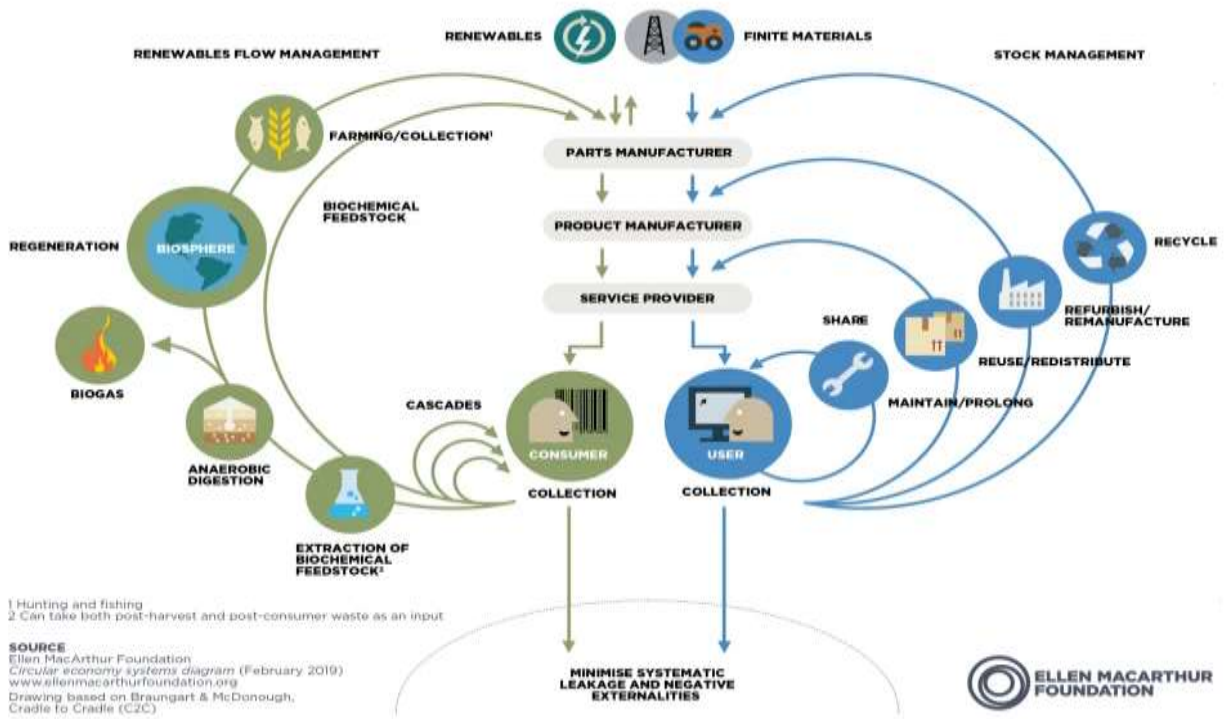 RENEWABLES
FINITE MATERIALS
RENEWABLES FLOW MANAGEMENT
STOCK MANAGEMENT
FARMING/COLLECTION¹
PARTS MANUFACTURER
BIOCHEMICAL
FEEDSTOCK
PRODUCT MANUFACTURER
REGENERATION
BIOSPHERE
RECYCLE
SERVICE PROVIDER
SHARE
REFURBISH/
REMANUFACTURE
REUSE/REDISTRIBUTE
BIOGAS
CASCADES
MAINTAIN/PROLONG
CONSUMER
USER
ANAEROBIC
DIGESTION
COLLECTION
COLLECTION
EXTRACTION OF
BIOCHEMICAL
FEEDSTOCK²
1 Hunting and fishing
2 Can take both post-harvest and post-consumer waste as an input
SOURCE
Ellen MacArthur Foundation
Circular economy systems diagram (February 2019)
www.ellenmacarthurfoundation.org
Drawing based on Braungart & McDonough,
Cradle to Cradle (C2C)
MINIMISE SYSTEMATIC
LEAKAGE AND NEGATIVE
EXTERNALITIES
ELLEN MACARTHUR
FOUNDATION